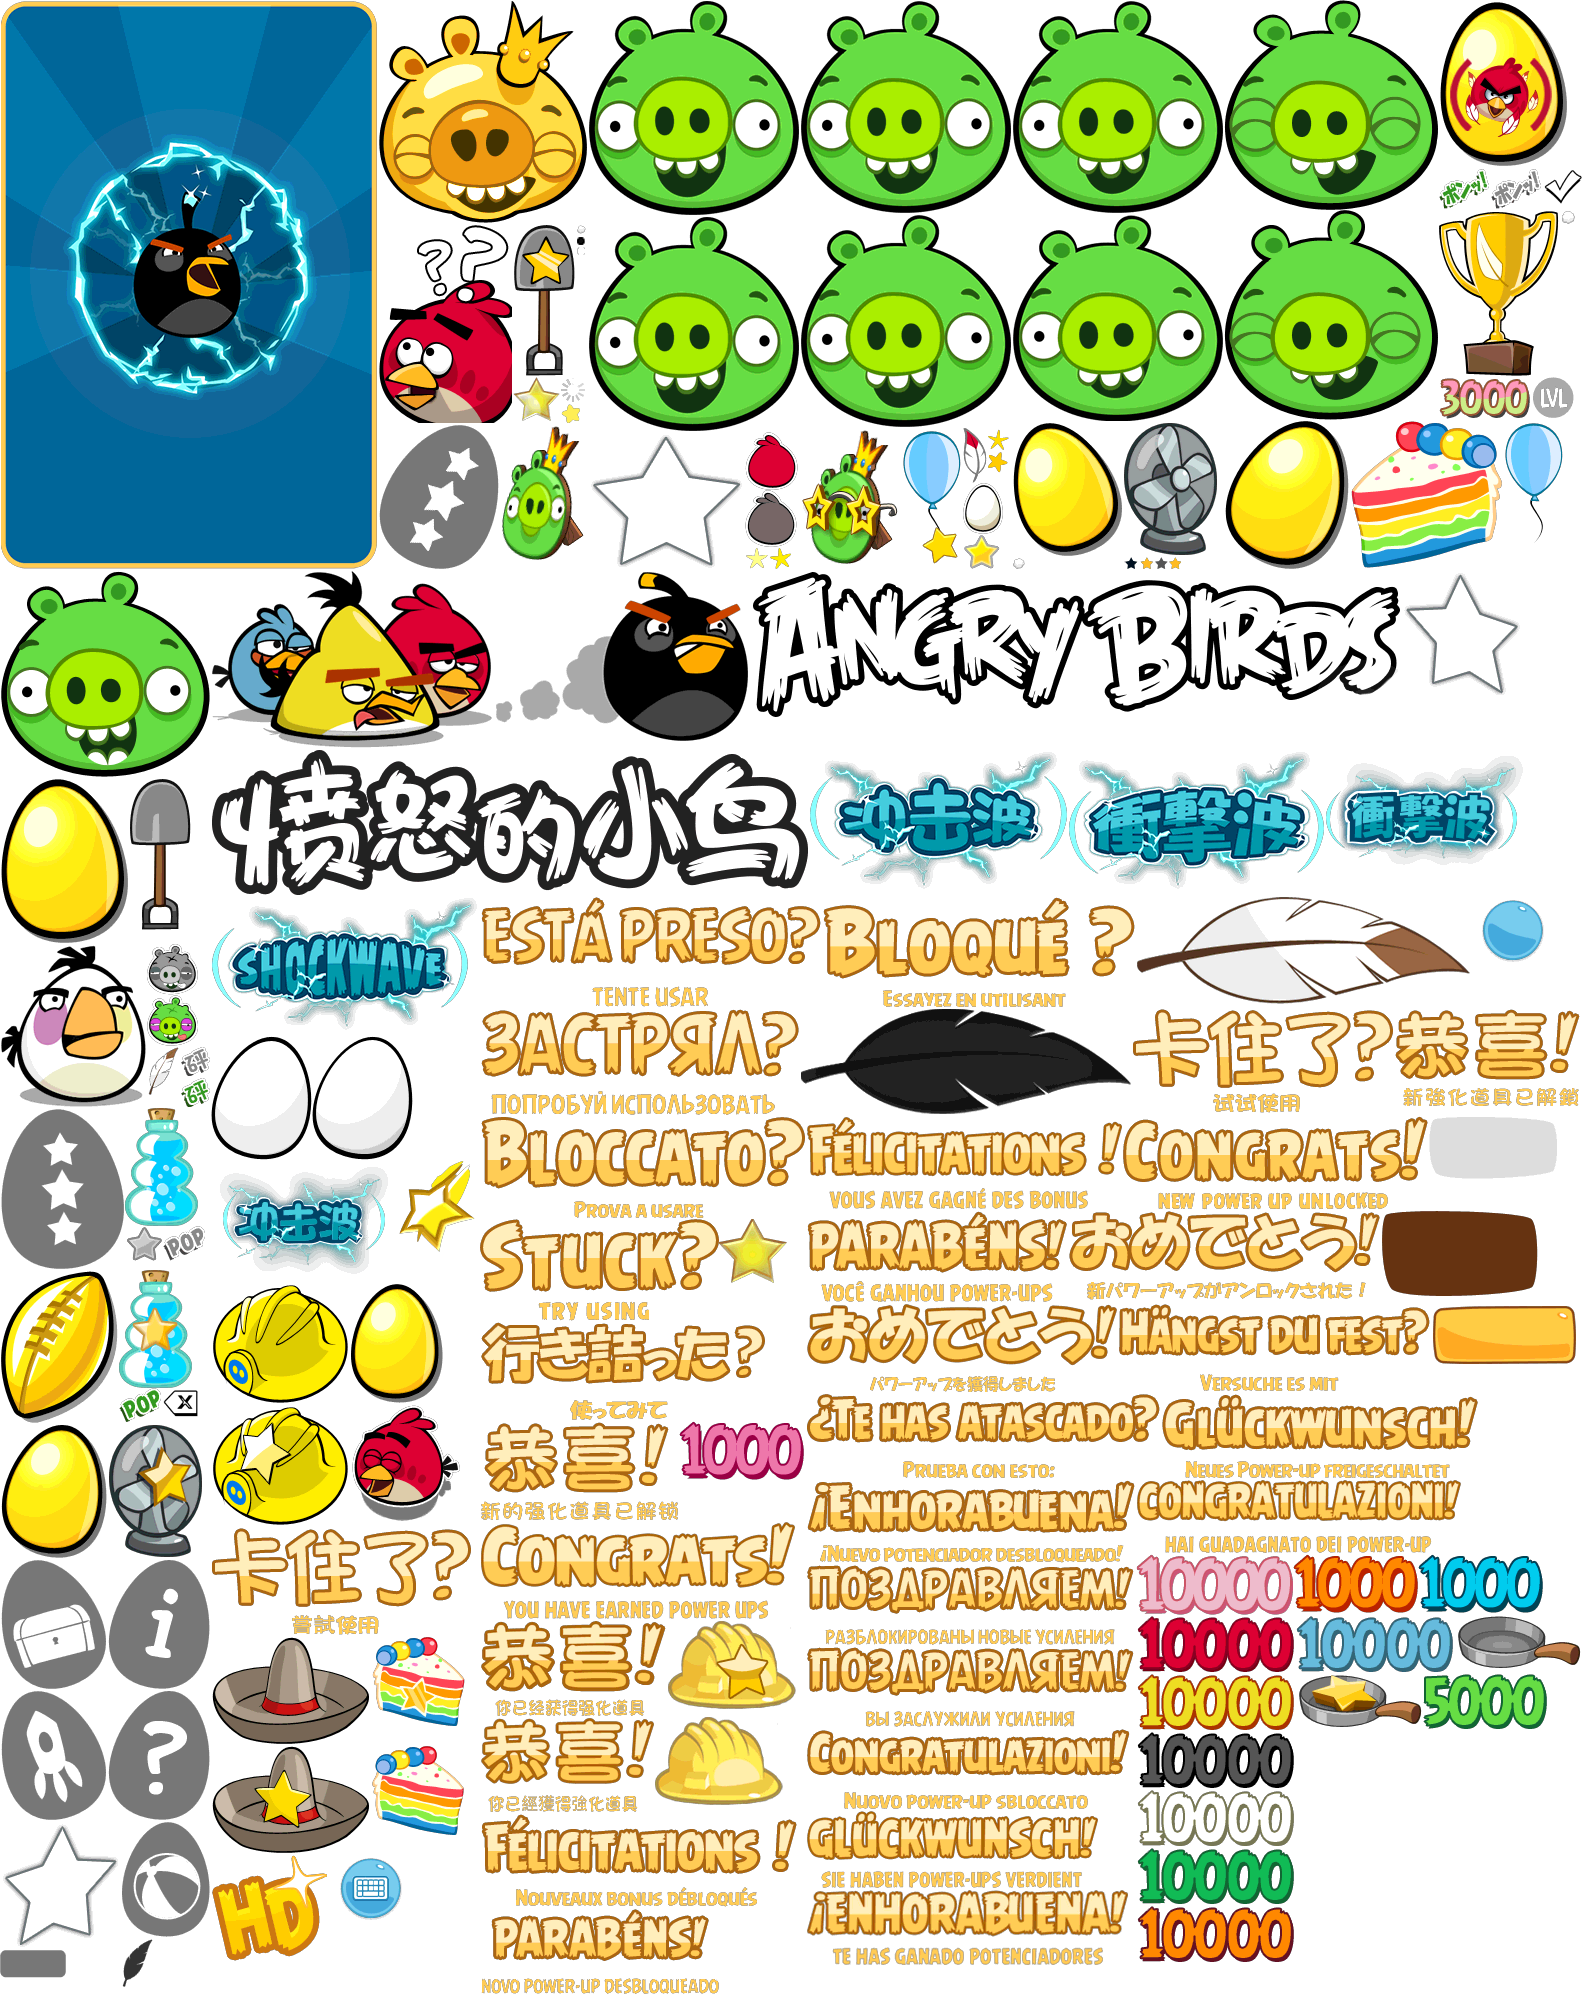 ポンッ!
ポンッ!
3000
LVL
ANGRY BIRDS
愤怒的小鸟
冲击波
衝撃波
衝擊波
SHOCKWAVE
ESTÁ PRESO?
TENTE USAR
BLOQUÉ ?
ESSAYEZ EN UTILISANT
ЗАСТРЯЛ?
ПОПРОБУЙ ИСПОЛЬЗОВАТЬ
卡住了?
试试使用
恭喜!
新強化道具已解鎖
BLOCCATO?
PROVA A USARE
FÉLICITATIONS !
VOUS AVEZ GAGNÉ DES BONUS
CONGRATS!
NEW POWER UP UNLOCKED
冲击波
!POP
STUCK?
TRY USING
PARABÉNS!
VOCÊ GANHOU POWER-UPS
おめでとう!
新パワーアップがアンロックされた!
行き詰った?
使ってみて
おめでとう!
パワーアップを獲得しました
HÄNGST DU FEST?
VERSUCHE ES MIT
!POP
X
恭喜!
新的强化道具已解锁
1000
¿TE HAS ATASCADO?
PRUEBA CON ESTO:
GLÜCKWUNSCH!
NEUES POWER-UP FREIGESCHALTET
¡ENHORABUENA!
¡NUEVO POTENCIADOR DESBLOQUEADO!
CONGRATULAZIONI!
HAI GUADAGNATO DEI POWER-UP
卡住了?
嘗試使用
CONGRATS!
YOU HAVE EARNED POWER UPS
ПОЗДРАВЛЯЕМ!
РАЗБЛОКИРОВАНЫ НОВЫЕ УСИЛЕНИЯ
10000
1000
1000
i
恭喜!
你已经获得强化道具
ПОЗДРАВЛЯЕМ!
ВЫ ЗАСЛУЖИЛИ УСИЛЕНИЯ
10000
10000
10000
5000
?
恭喜!
你已經獲得強化道具
CONGRATULAZIONI!
NUOVO POWER-UP SBLOCCATO
10000
10000
FÉLICITATIONS !
NOUVEAUX BONUS DÉBLOQUÉS
GLÜCKWUNSCH!
SIE HABEN POWER-UPS VERDIENT
10000
HD
PARABÉNS!
NOVO POWER-UP DESBLOQUEADO
¡ENHORABUENA!
TE HAS GANADO POTENCIADORES
10000